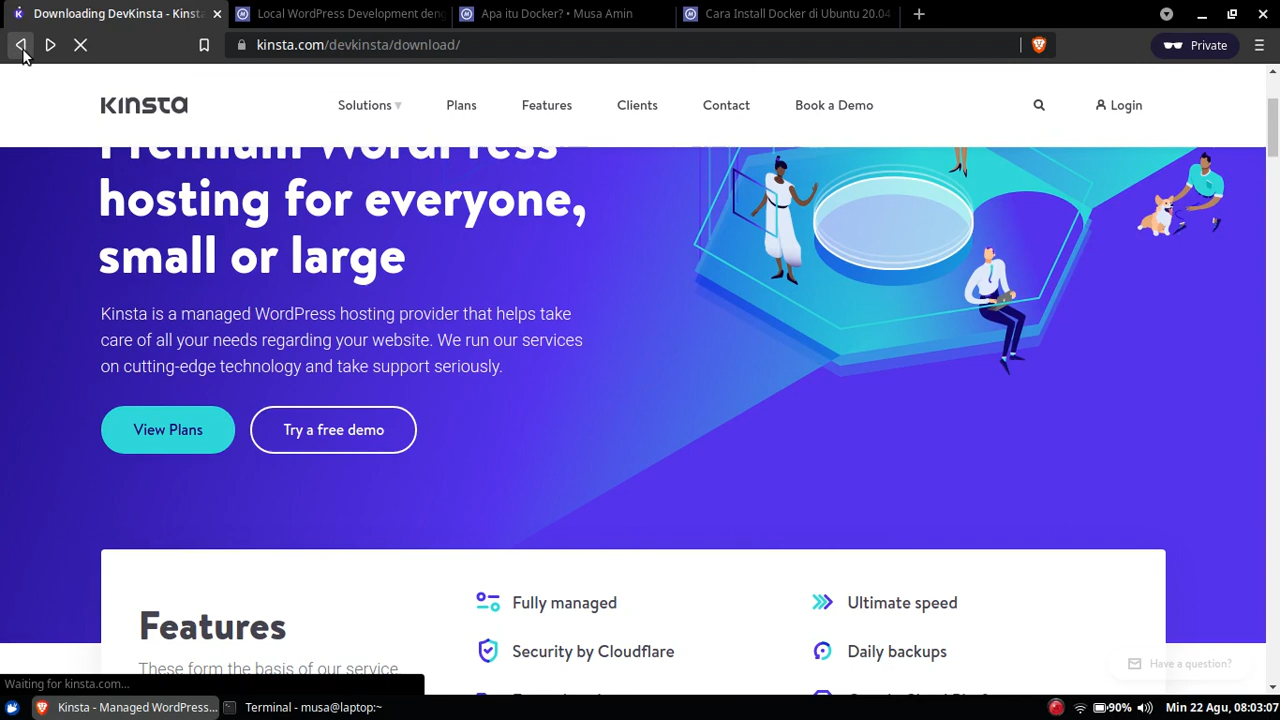 Downloading DevKinsta - Kinsta
Local WordPress Development deng
Apa itu Docker? • Musa Amin
Cara Install Docker di Ubuntu 20.04
kinsta.com/devkinsta/download/
Private
KINSTA
Solutions
Plans
Features
Clients
Contact
Book a Demo
Login
Premium WordPress
hosting for everyone,
small or large
Kinsta is a managed WordPress hosting provider that helps take
care of all your needs regarding your website. We run our services
on cutting-edge technology and take support seriously.
View Plans
Try a free demo
Features
These form the basis of our service
Fully managed
Ultimate speed
Security by Cloudflare
Daily backups
Have a question?
Waiting for kinsta.com...
Kinsta - Managed WordPress...
Terminal - musa@laptop:~
90%
Min 22 Agu, 08:03:07